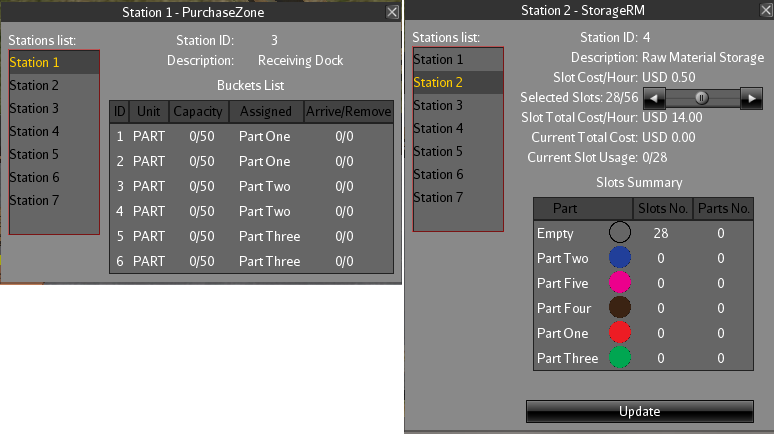 Station 1 - PurchaseZone
Stations list:
Station 1
Station 2
Station 3
Station 4
Station 5
Station 6
Station 7
Station ID: 3
Description: Receiving Dock
Buckets List
ID Unit Capacity Assigned Arrive/Remove
1 PART 0/50 Part One 0/0
2 PART 0/50 Part One 0/0
3 PART 0/50 Part Two 0/0
4 PART 0/50 Part Two 0/0
5 PART 0/50 Part Three 0/0
6 PART 0/50 Part Three 0/0
Station 2 - StorageRM
Stations list:
Station 1
Station 2
Station 3
Station 4
Station 5
Station 6
Station 7
Station ID: 4
Description: Raw Material Storage
Slot Cost/Hour: USD 0.50
Selected Slots: 28/56
Slot Total Cost/Hour: USD 14.00
Current Total Cost: USD 0.00
Current Slot Usage: 0/28
Slots Summary
Part Slots No. Parts No.
Empty 28 0
Part Two 0 0
Part Five 0 0
Part Four 0 0
Part One 0 0
Part Three 0 0
Update